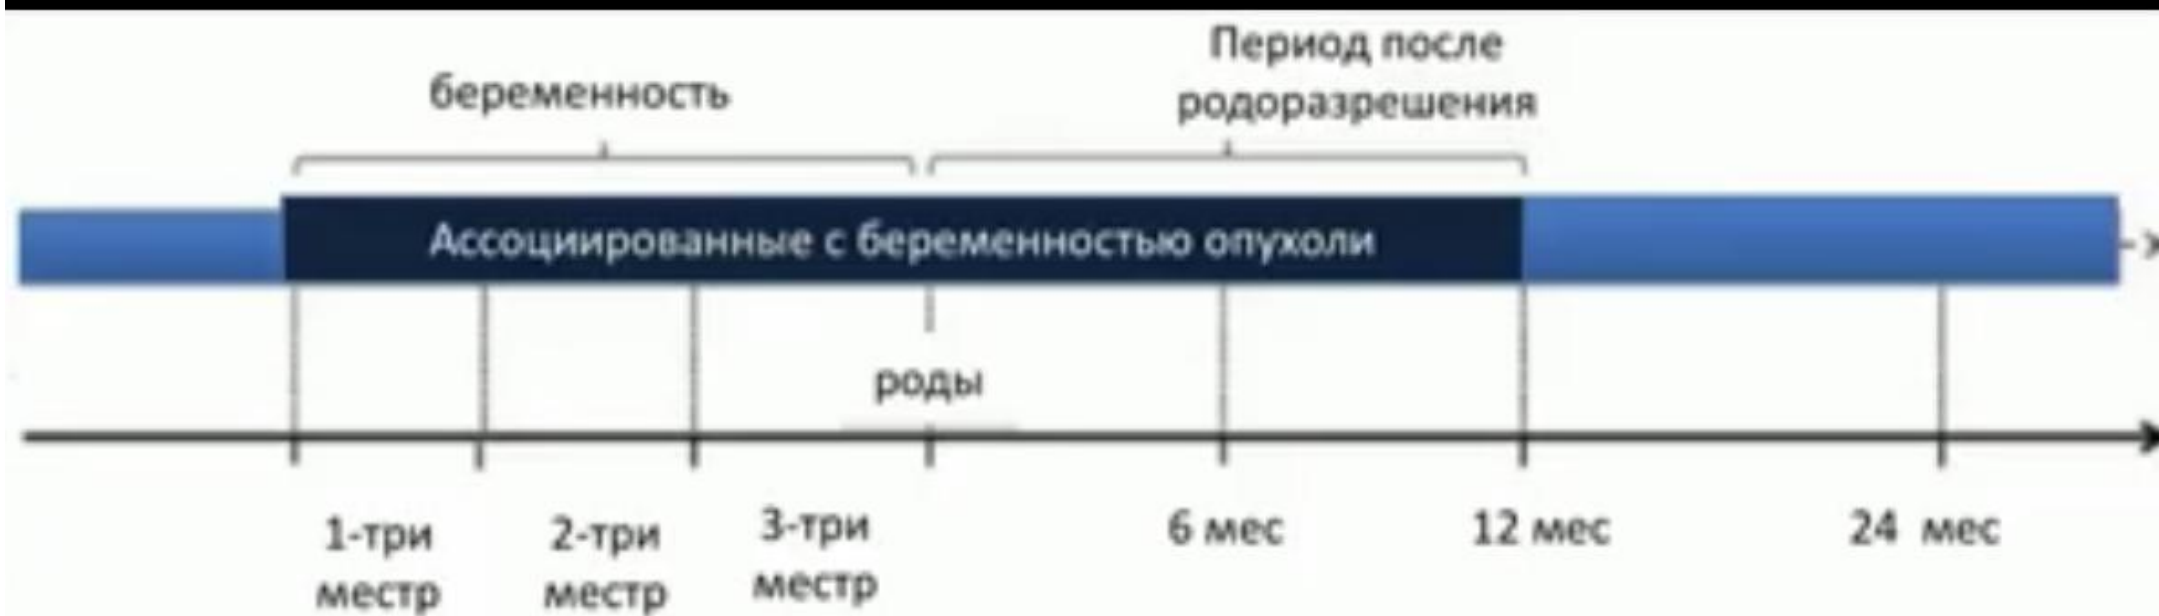 беременность
Период после
родоразрешения
Ассоциированные с беременностью опухоли
роды
1-три
местр
2-три
местр
3-три
местр
6 мес
12 мес
24 мес